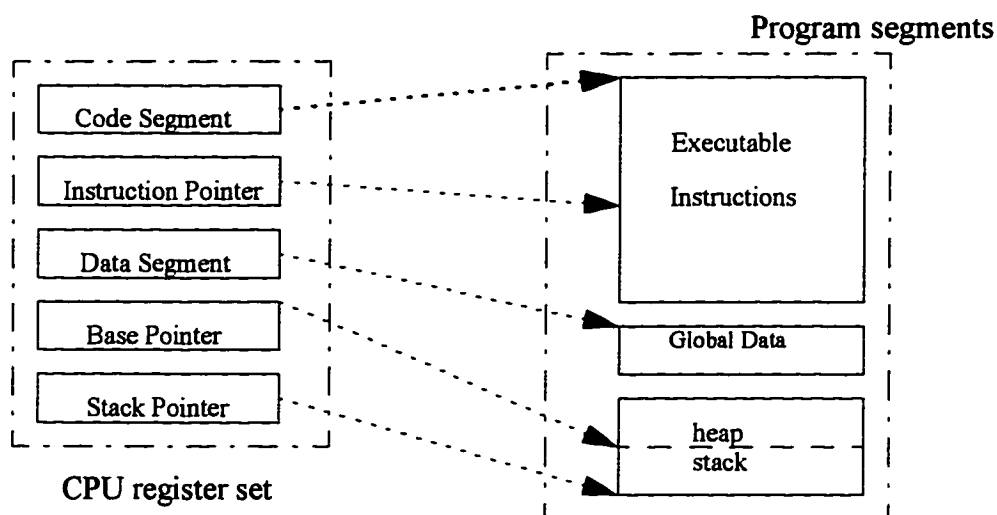 Program segments
Code Segment
Instruction Pointer
Data Segment
Base Pointer
Stack Pointer
CPU register set
Executable
Instructions
Global Data
heap
stack